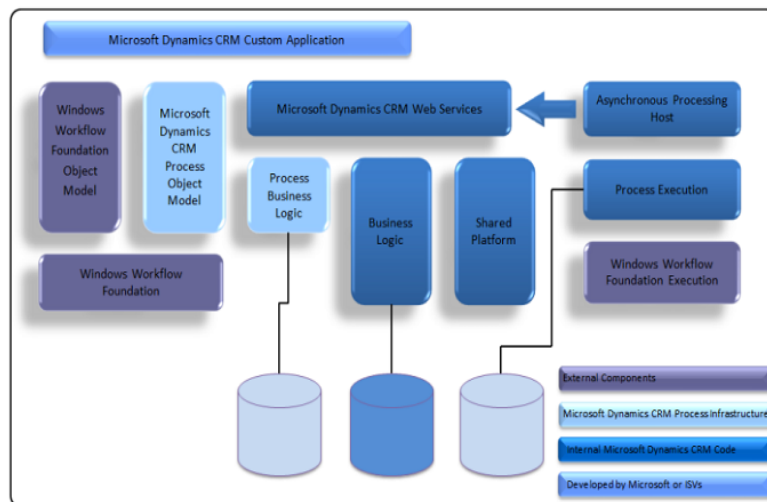 Microsoft Dynamics CRM Custom Application
Windows
Workflow
Foundation
Object
Model
Microsoft
Dynamics
CRM
Process
Object
Model
Microsoft Dynamics CRM Web Services
Asynchronous Processing
Host
Process
Business
Logic
Business
Logic
Shared
Platform
Process Execution
Windows Workflow
Foundation
Windows Workflow
Foundation Execution
External Components
Microsoft Dynamics CRM Process Infrastructure
Internal Microsoft Dynamics CRM Code
Developed by Microsoft or ISVs